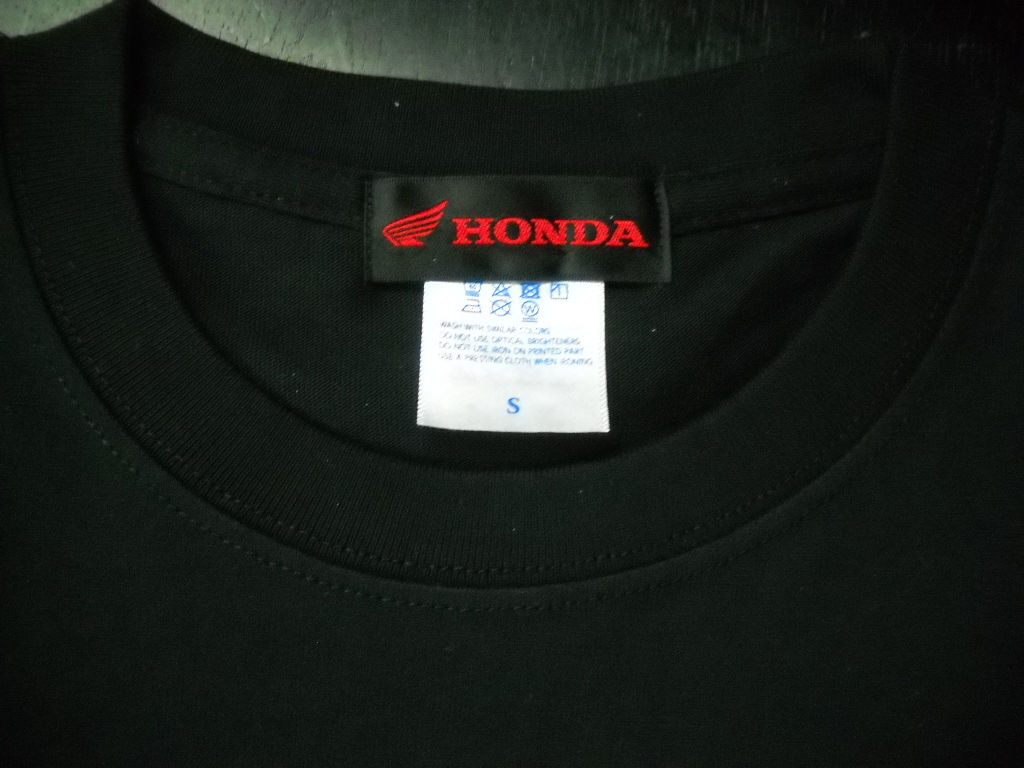 HONDA
WASH WITH SIMILAR COLORS
DO NOT USE OPTICAL BRIGHTENERS
DO NOT USE IRON ON PRINTED PART
USE A PRESSING CLOTH WHEN IRONING
S